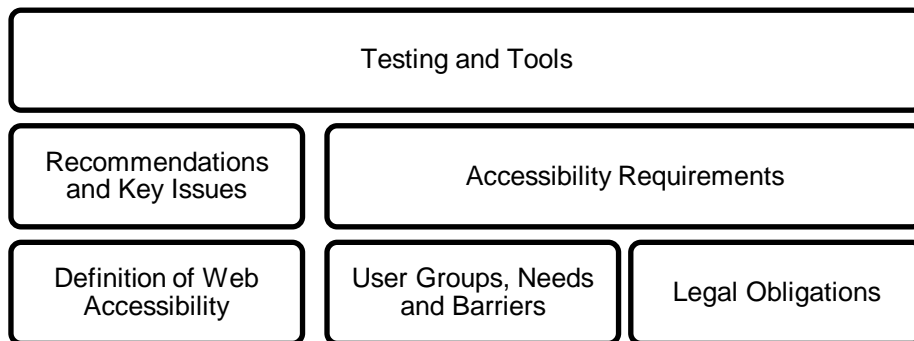 Testing and Tools
Recommendations
and Key Issues
Accessibility Requirements
Definition of Web
Accessibility
User Groups, Needs
and Barriers
Legal Obligations